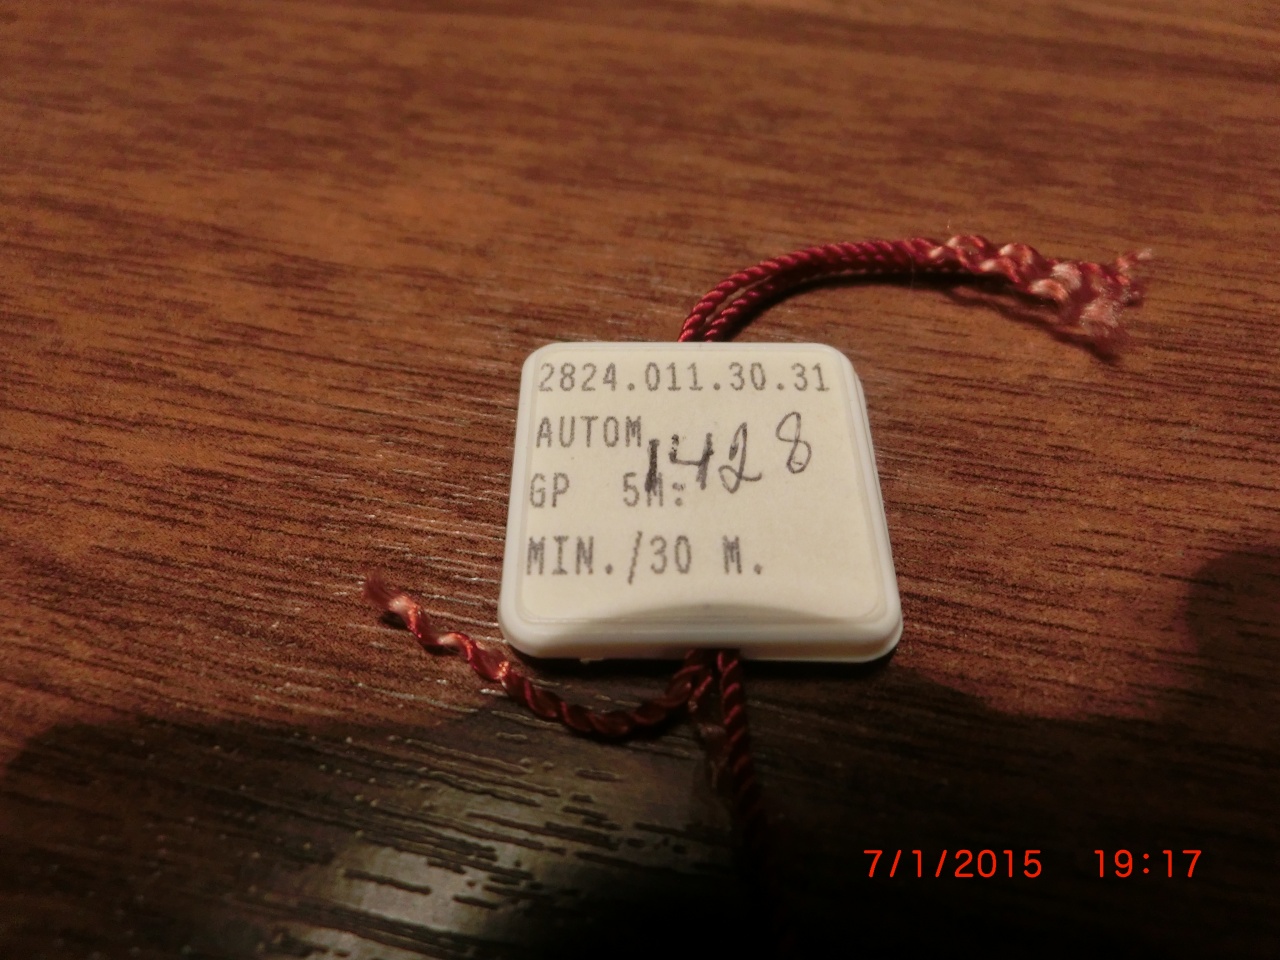 2824.011.30.31
AUTOM
1428
GP 5M.
MIN./30 M.
7/1/2015 19:17